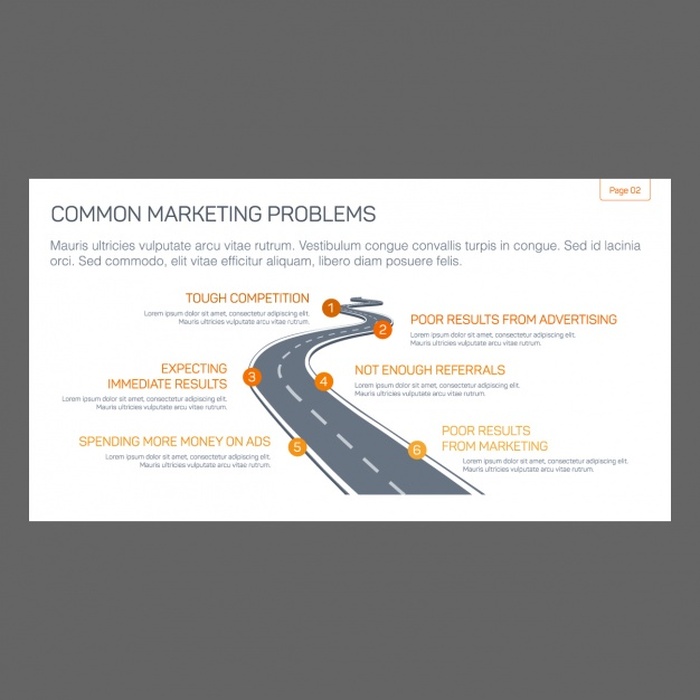 Page 02
COMMON MARKETING PROBLEMS
Mauris ultricies vulputate arcu vitae rutrum. Vestibulum congue convallis turpis in congue. Sed id lacinia
orci. Sed commodo, elit vitae efficitur aliquam, libero diam posuere felis.
1
TOUGH COMPETITION
Lorem ipsum dolor sit amet, consectetur adipiscing elit.
Mauris ultricies vulputate arcu vitae rutrum.
2
POOR RESULTS FROM ADVERTISING
Lorem ipsum dolor sit amet, consectetur adipiscing elit.
Mauris ultricies vulputate arcu vitae rutrum.
3
EXPECTING
IMMEDIATE RESULTS
Lorem ipsum dolor sit amet, consectetur adipiscing elit.
Mauris ultricies vulputate arcu vitae rutrum.
4
NOT ENOUGH REFERRALS
Lorem ipsum dolor sit amet, consectetur adipiscing elit.
Mauris ultricies vulputate arcu vitae rutrum.
5
SPENDING MORE MONEY ON ADS
Lorem ipsum dolor sit amet, consectetur adipiscing elit.
Mauris ultricies vulputate arcu vitae rutrum.
6
POOR RESULTS
FROM MARKETING
Lorem ipsum dolor sit amet, consectetur adipiscing elit.
Mauris ultricies vulputate arcu vitae rutrum.